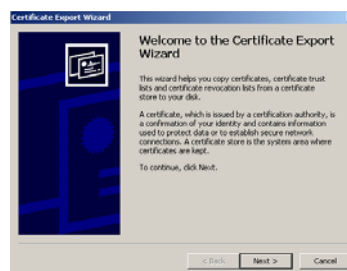 Certificate Export Wizard
Welcome to the Certificate Export
Wizard
This wizard helps you copy certificates, certificate trust
lists and certificate revocation lists from a certificate
store to your disk.
A certificate, which is issued by a certification authority, is
a confirmation of your identity and contains information
used to protect data or to establish secure network
connections. A certificate store is the system area where
certificates are kept.
To continue, click Next.
< Back Next > Cancel